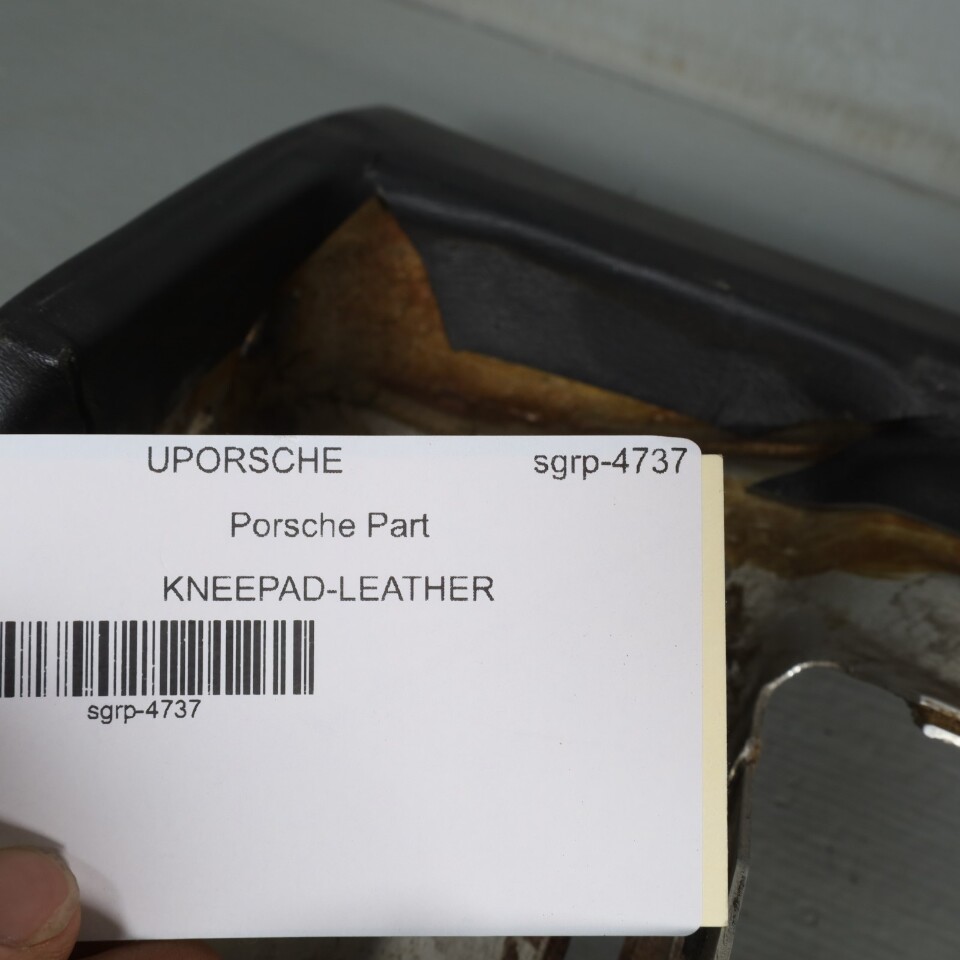 UPORSCHE sgrp-4737
Porsche Part
KNEEPAD-LEATHER
sgrp-4737